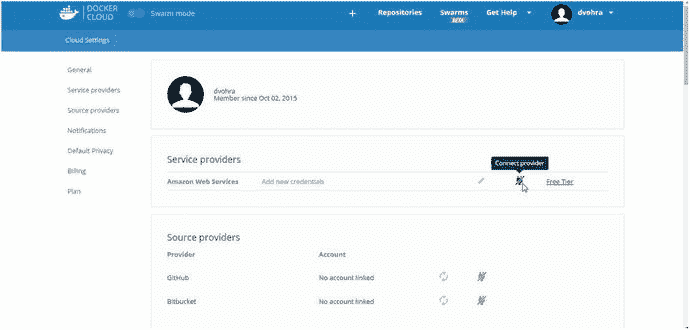 DOCKER CLOUD Swarm mode + Repositories Swarms BETA Get Help dvohra
Cloud Settings
General
Service providers
Source providers
Notifications
Default Privacy
Billing
Plan
dvohra
Member since Oct 02, 2015
Service providers
Connect provider
Amazon Web Services Add new credentials Free Tier
Source providers
Provider Account
GitHub No account linked
Bitbucket No account linked